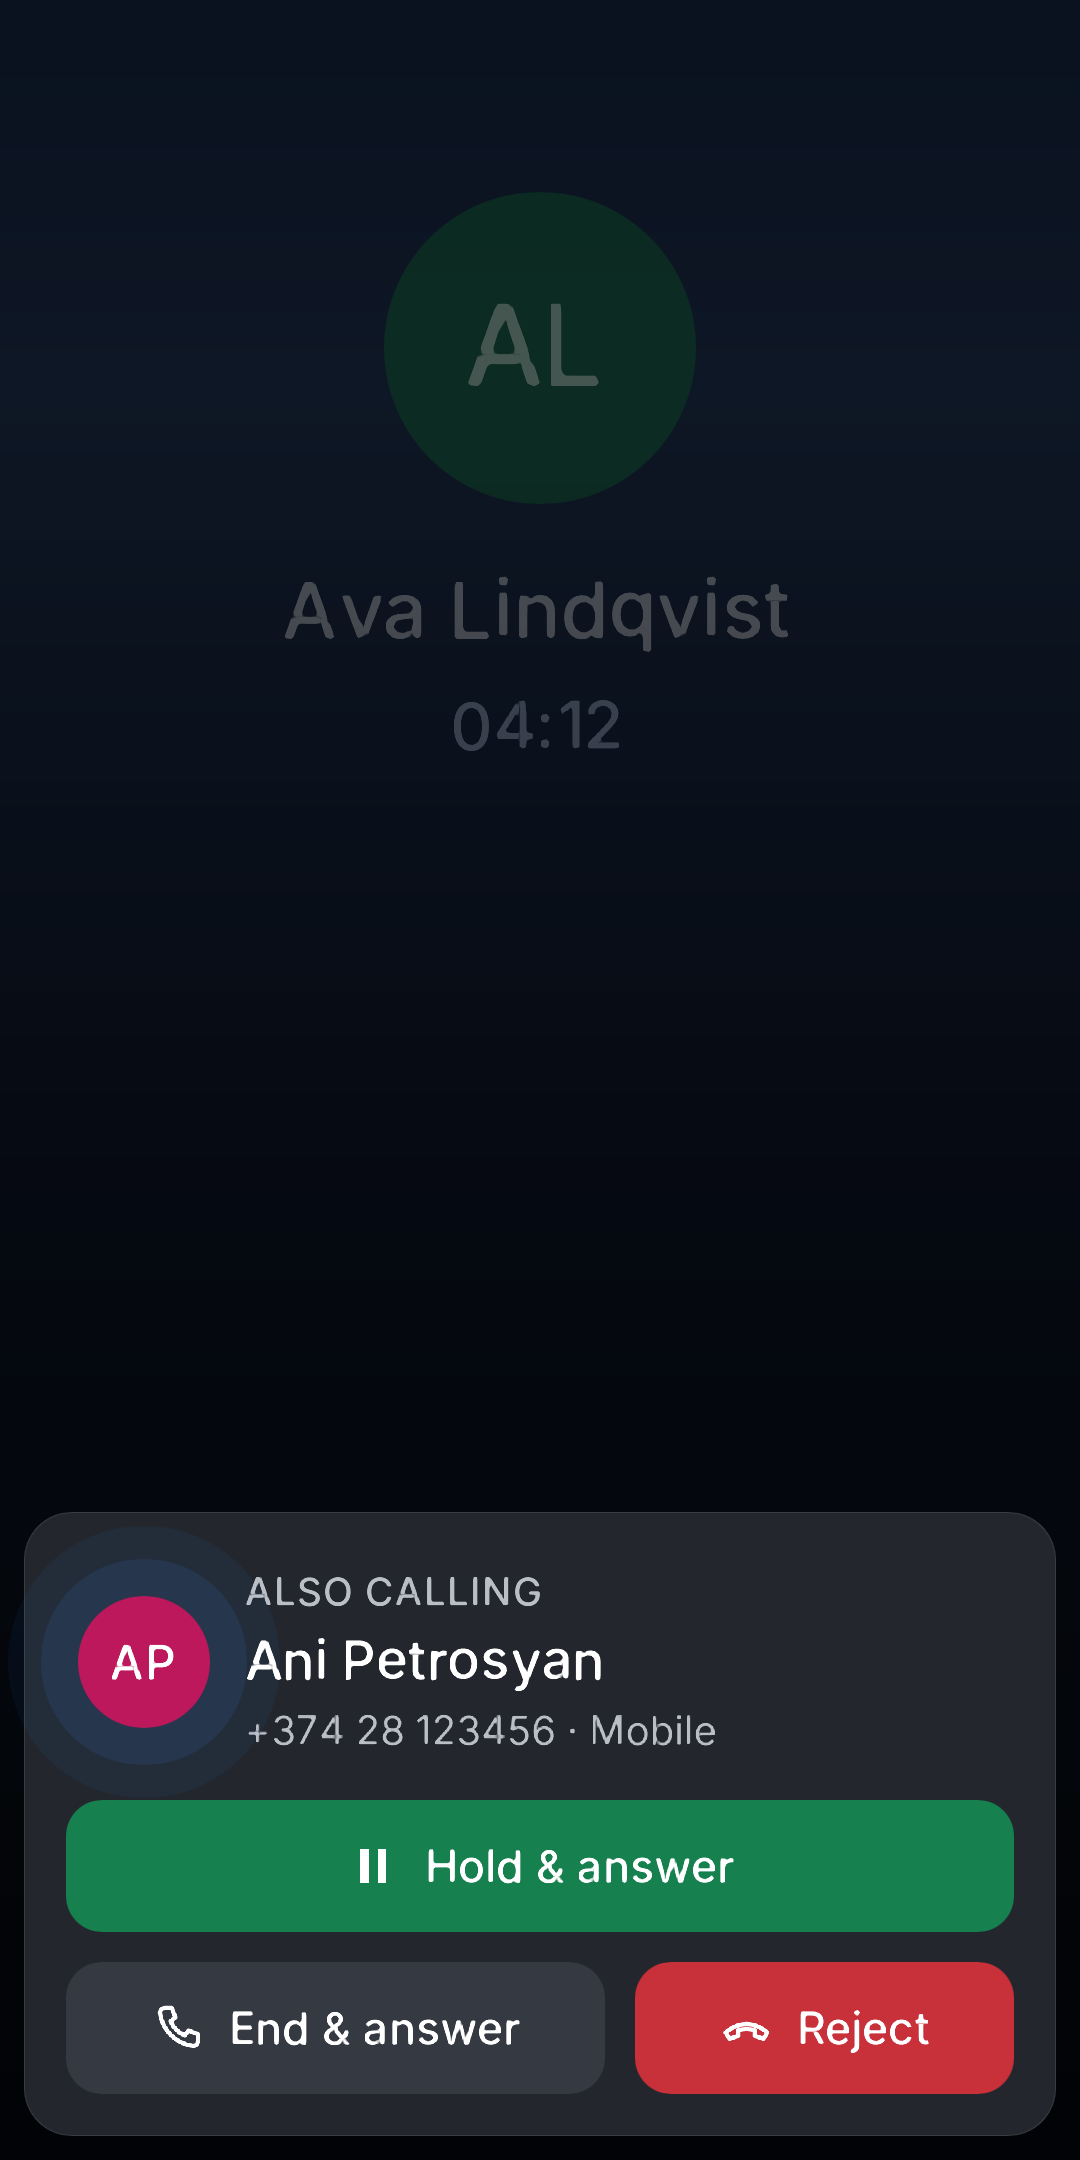 AL
Ava Lindqvist
04:12
ALSO CALLING
AP
Ani Petrosyan
+374 28 123456 · Mobile
Hold & answer
End & answer
Reject